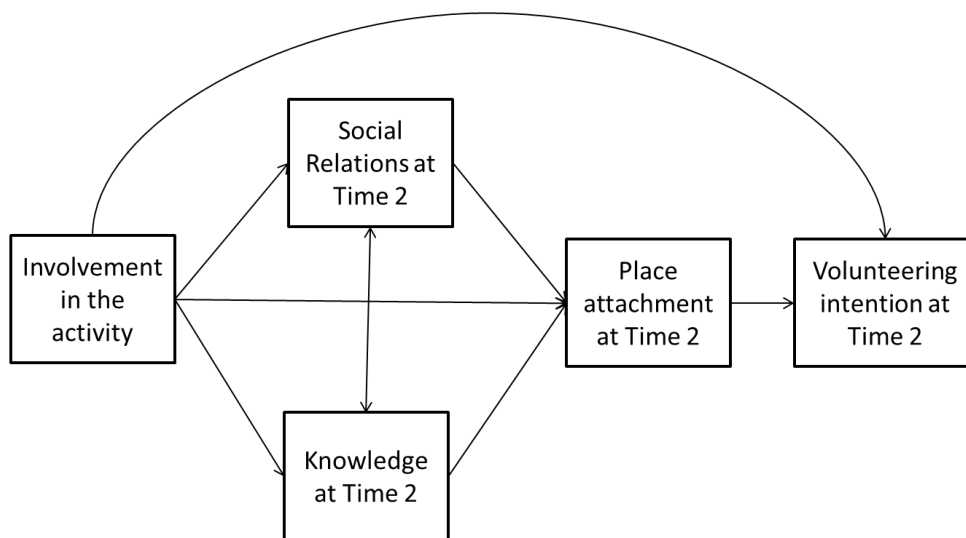 Social
Relations at
Time 2
Involvement
in the
activity
Place
attachment
at Time 2
Volunteering
intention at
Time 2
Knowledge
at Time 2